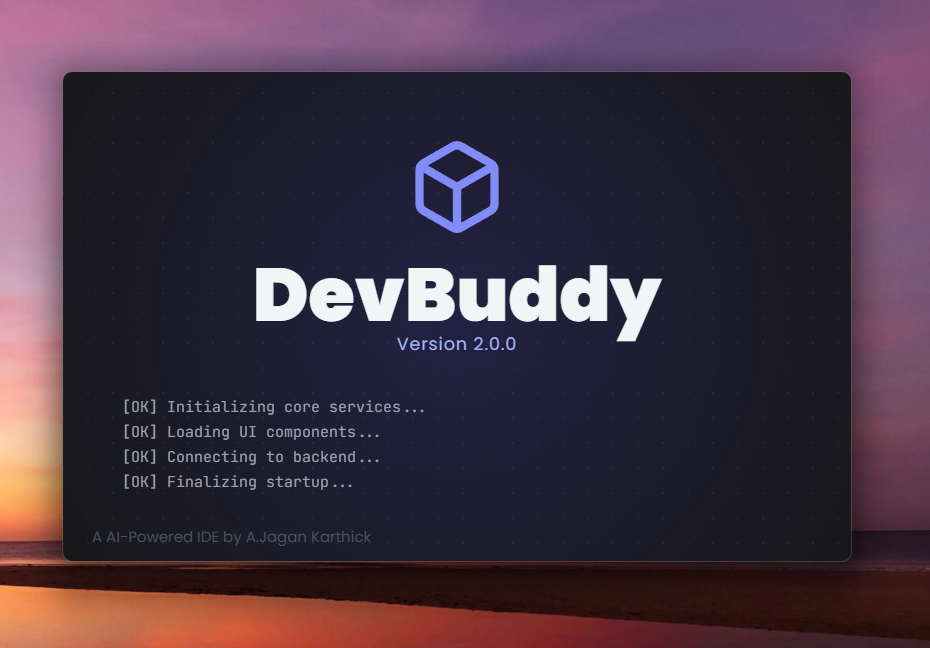 DevBuddy
Version 2.0.0
[OK] Initializing core services...
[OK] Loading UI components...
[OK] Connecting to backend...
[OK] Finalizing startup...
A AI-Powered IDE by A.Jagan Karthick